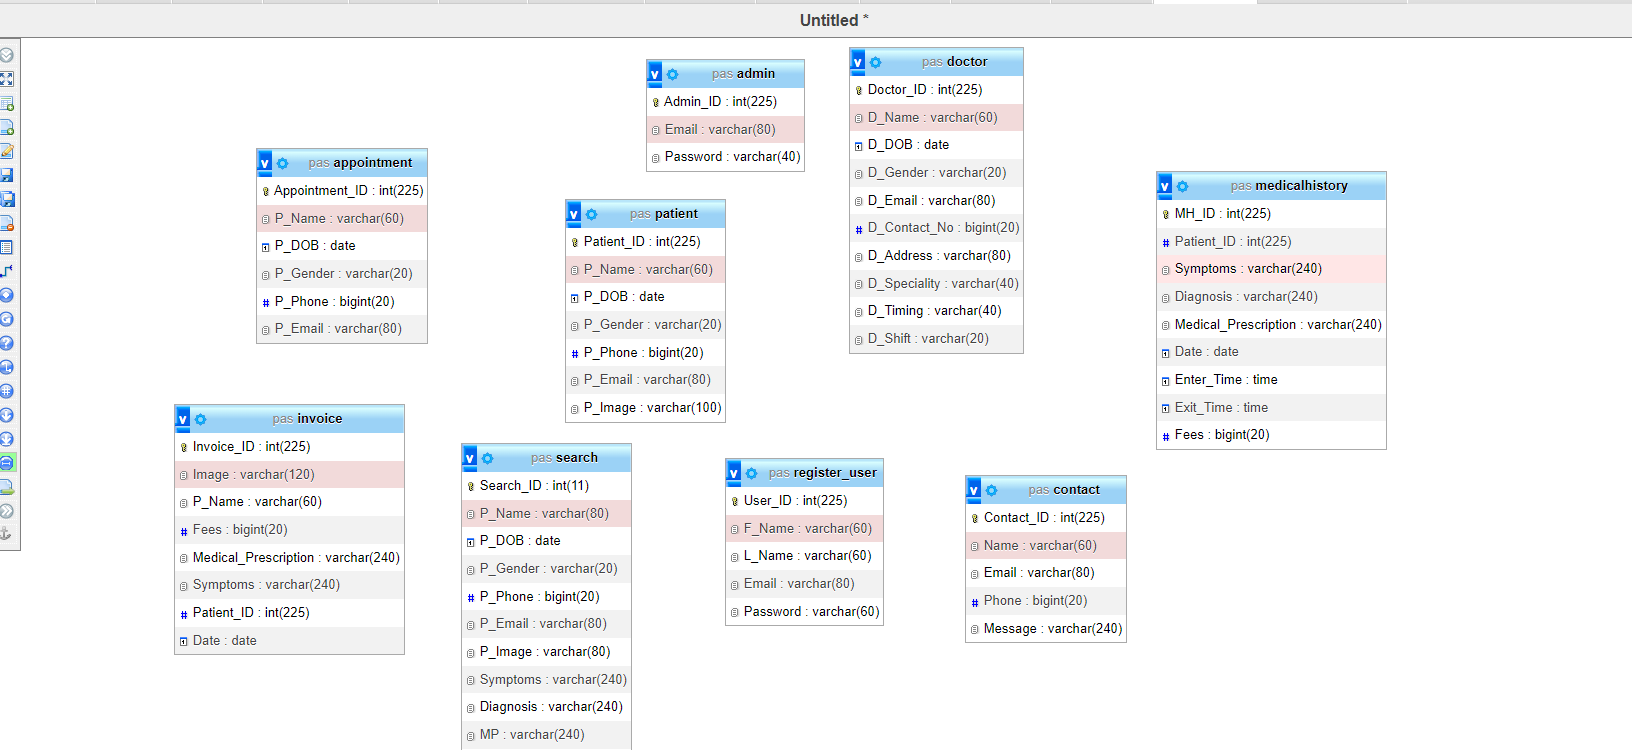 Untitled *
v pas admin
Admin_ID : int(225)
Email : varchar(80)
Password : varchar(40)
v pas doctor
Doctor_ID : int(225)
D_Name : varchar(60)
D_DOB : date
D_Gender : varchar(20)
D_Email : varchar(80)
# D_Contact_No : bigint(20)
D_Address : varchar(80)
D_Speciality : varchar(40)
D_Timing : varchar(40)
D_Shift : varchar(20)
v pas appointment
Appointment_ID : int(225)
P_Name : varchar(60)
P_DOB : date
P_Gender : varchar(20)
# P_Phone : bigint(20)
P_Email : varchar(80)
v pas patient
Patient_ID : int(225)
P_Name : varchar(60)
P_DOB : date
P_Gender : varchar(20)
# P_Phone : bigint(20)
P_Email : varchar(80)
P_Image : varchar(100)
v pas medicalhistory
MH_ID : int(225)
# Patient_ID : int(225)
Symptoms : varchar(240)
Diagnosis : varchar(240)
Medical_Prescription : varchar(240)
Date : date
Enter_Time : time
Exit_Time : time
# Fees : bigint(20)
v pas invoice
Invoice_ID : int(225)
Image : varchar(120)
P_Name : varchar(60)
# Fees : bigint(20)
Medical_Prescription : varchar(240)
Symptoms : varchar(240)
# Patient_ID : int(225)
Date : date
v pas search
Search_ID : int(11)
P_Name : varchar(80)
P_DOB : date
P_Gender : varchar(20)
# P_Phone : bigint(20)
P_Email : varchar(80)
P_Image : varchar(80)
Symptoms : varchar(240)
Diagnosis : varchar(240)
MP : varchar(240)
v pas register_user
User_ID : int(225)
F_Name : varchar(60)
L_Name : varchar(60)
Email : varchar(80)
Password : varchar(60)
v pas contact
Contact_ID : int(225)
Name : varchar(60)
Email : varchar(80)
# Phone : bigint(20)
Message : varchar(240)